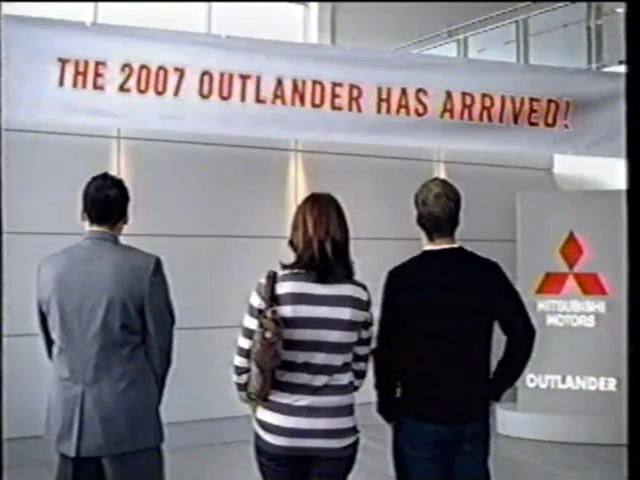 THE 2007 OUTLANDER HAS ARRIVED!
MITSUBISHI
MOTORS
OUTLANDER